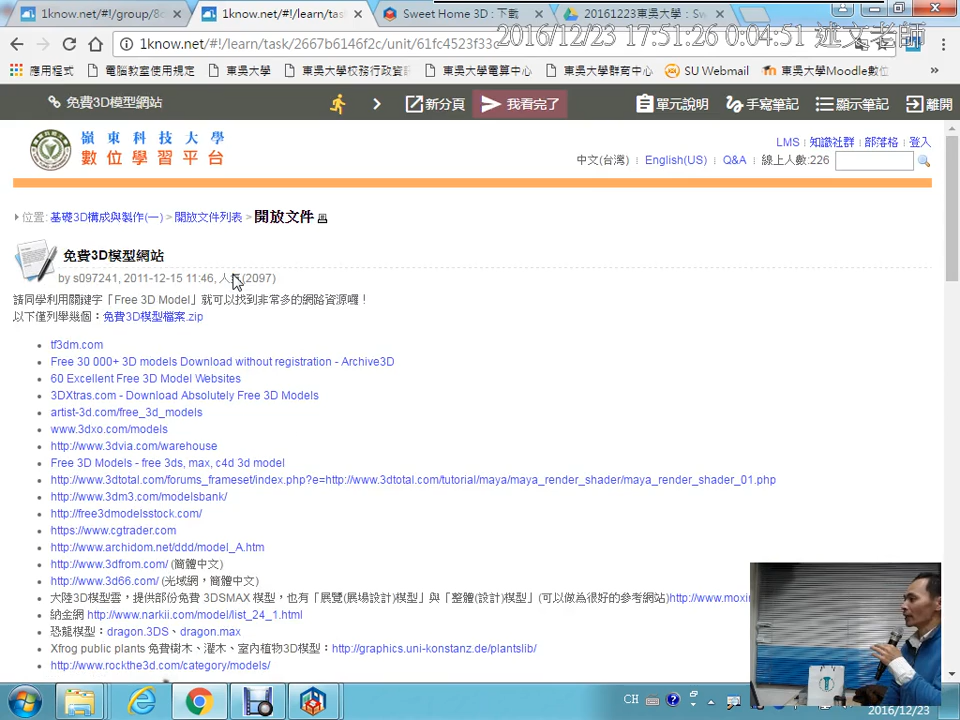 1know.net/#!/group/8c
1know.net/#!/learn/tas
Sweet Home 3D : 下載
20161223東吳大學 : Sw
1know.net/#!/learn/task/2667b6146f2c/unit/61fc4523f33c
2016/12/23 17:51:26 0:04:51 述文老師
應用程式
電腦教室使用規定
東吳大學
東吳大學校務行政資訊
東吳大學電算中心
東吳大學群育中心
SU Webmail
東吳大學Moodle數位
»
免費3D模型網站
新分頁
我看完了
單元說明
手寫筆記
顯示筆記
離開
嶺東科技大學
數位學習平台
LMS | 知識社群 | 部落格 | 登入
中文(台灣) | English(US) | Q&A | 線上人數:226
位置: 基礎3D構成與製作(一) > 開放文件列表 > 開放文件
免費3D模型網站
by s097241, 2011-12-15 11:46, 人氣(2097)
請同學利用關鍵字「Free 3D Model」就可以找到非常多的網路資源囉！
以下僅列舉幾個：免費3D模型檔案.zip
tf3dm.com
Free 30 000+ 3D models Download without registration - Archive3D
60 Excellent Free 3D Model Websites
3DXtras.com - Download Absolutely Free 3D Models
artist-3d.com/free_3d_models
www.3dxo.com/models
http://www.3dvia.com/warehouse
Free 3D Models - free 3ds, max, c4d 3d model
http://www.3dtotal.com/forums_frameset/index.php?e=http://www.3dtotal.com/tutorial/maya/maya_render_shader/maya_render_shader_01.php
http://www.3dm3.com/modelsbank/
http://free3dmodelsstock.com/
https://www.cgtrader.com
http://www.archidom.net/ddd/model_A.htm
http://www.3dfrom.com/ (簡體中文)
http://www.3d66.com/ (光域網，簡體中文)
大陸3D模型雲，提供部份免費 3DSMAX 模型，也有「展覽(展場設計)模型」與「整體(設計)模型」(可以做為很好的參考網站)http://www.moxin
納金網 http://www.narkii.com/model/list_24_1.html
恐龍模型：dragon.3DS、dragon.max
Xfrog public plants 免費樹木、灌木、室內植物3D模型：http://graphics.uni-konstanz.de/plantslib/
http://www.rockthe3d.com/category/models/
CH
2016/12/23